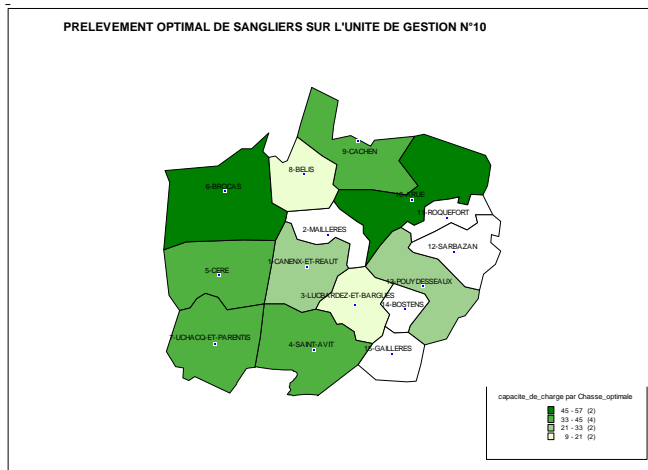 PRELEVEMENT OPTIMAL DE SANGLIERS SUR L'UNITE DE GESTION N°10
9-CACHEN
8-BELIS
6-BROCAS
10-ARUE
11-ROQUEFORT
2-MAILLERES
12-SARBAZAN
1-CANENX-ET-REAUT
5-CERE
13-POUYDESSEAUX
3-LUCBARDEZ-ET-BARGUES
14-BOSTENS
7-UCHACQ-ET-PARENTIS
4-SAINT-AVIT
15-GAILLERES
capacite_de_charge par Chasse_optimale
45 - 57 (2)
33 - 45 (4)
21 - 33 (2)
9 - 21 (2)